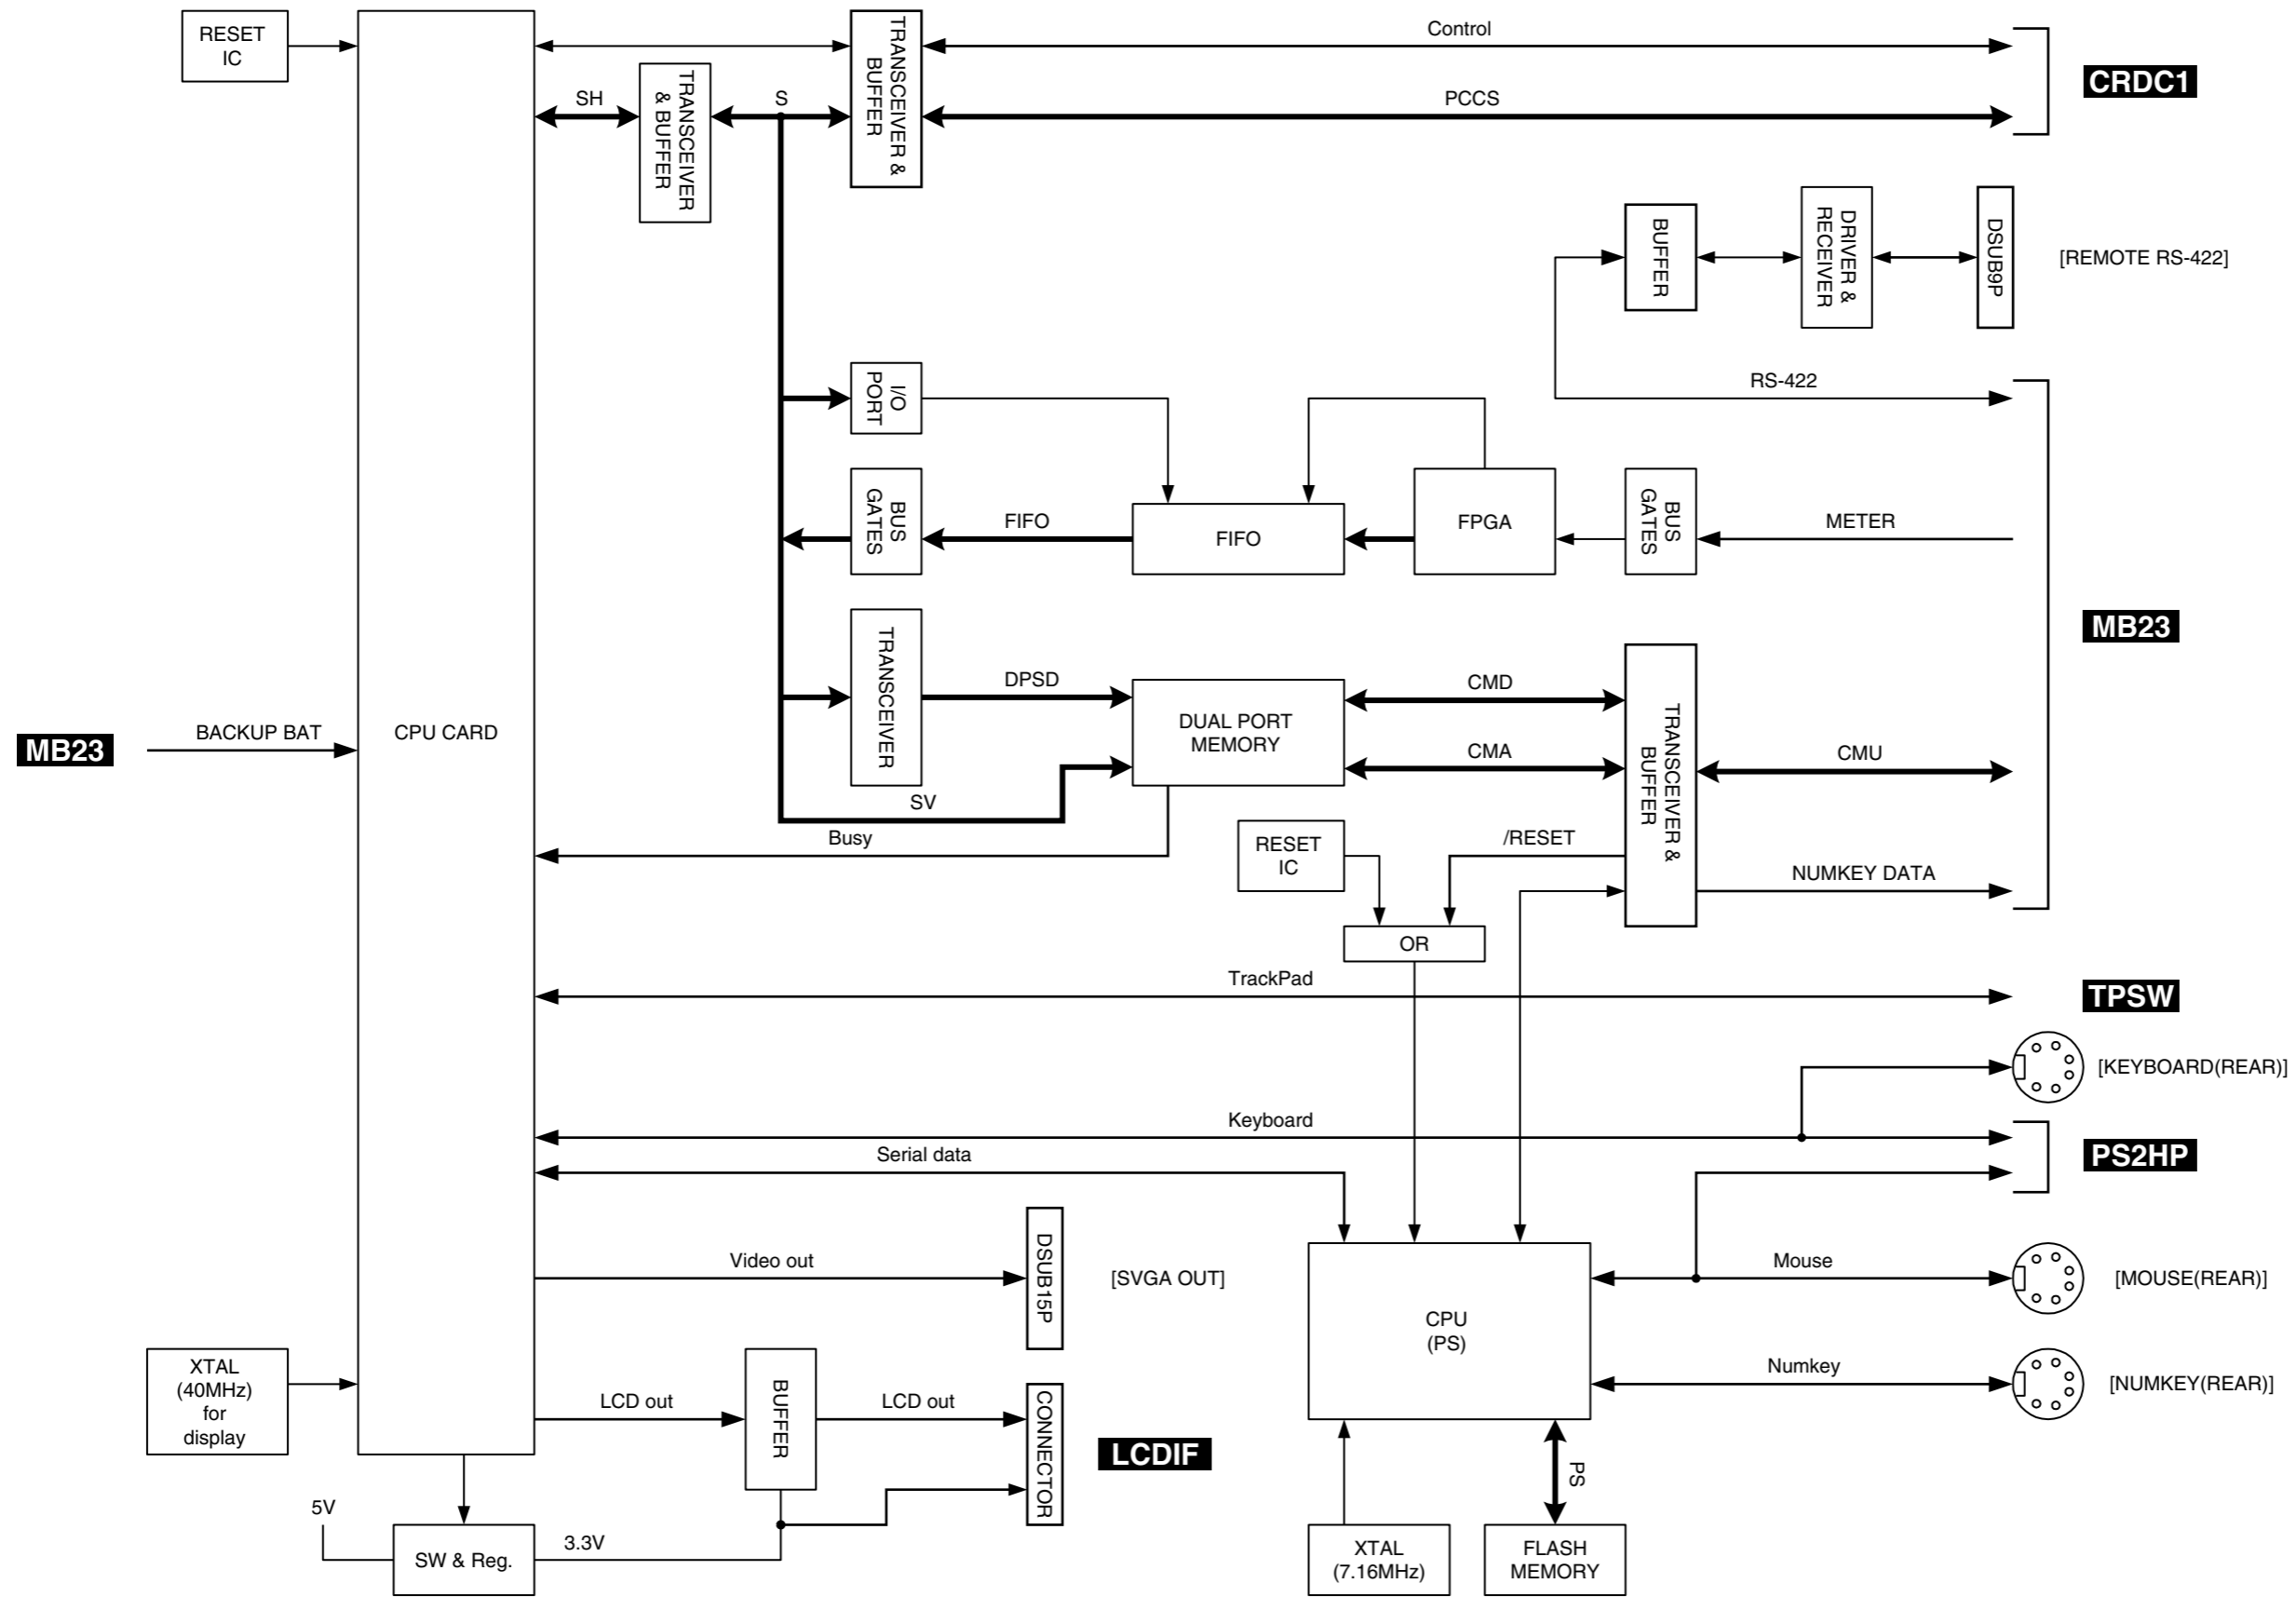 RESET
IC
TRANSCEIVER &
BUFFER
Control
CRDC1
SH
TRANSCEIVER
& BUFFER
S
PCCS
BUFFER
DRIVER &
RECEIVER
DSUB9P
[REMOTE RS-422]
I/O
PORT
RS-422
BUS
GATES
FIFO
FIFO
FPGA
BUS
GATES
METER
MB23
TRANSCEIVER
DPSD
DUAL PORT
MEMORY
CMD
CMA
TRANSCEIVER &
BUFFER
CMU
MB23
BACKUP BAT
CPU CARD
SV
Busy
RESET
IC
/RESET
NUMKEY DATA
OR
TrackPad
TPSW
[KEYBOARD(REAR)]
Keyboard
Serial data
PS2HP
Video out
DSUB15P
[SVGA OUT]
CPU
(PS)
Mouse
[MOUSE(REAR)]
XTAL
(40MHz)
for
display
LCD out
BUFFER
LCD out
CONNECTOR
LCDIF
Numkey
[NUMKEY(REAR)]
PS
5V
SW & Reg.
3.3V
XTAL
(7.16MHz)
FLASH
MEMORY